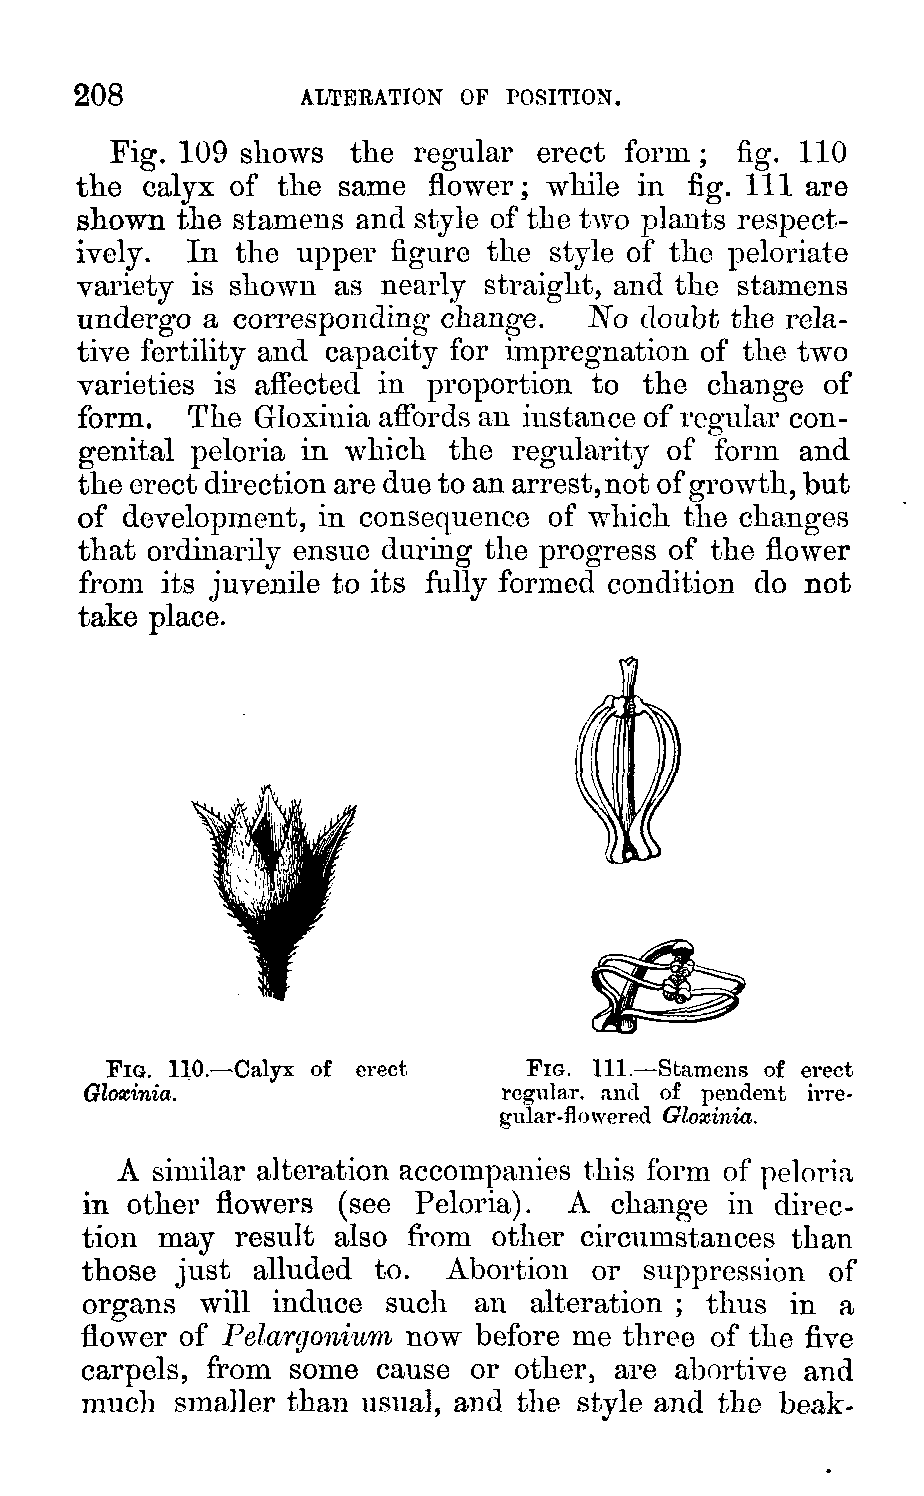 208 ALTERATION OF POSITION.
Fig. 109 shows the regular erect form; fig. 110
the calyx of the same flower; while in fig. 111 are
shown the stamens and style of the two plants respect-
ively. In the upper figure the style of the peloriate
variety is shown as nearly straight, and the stamens
undergo a corresponding change. No doubt the rela-
tive fertility and capacity for impregnation of the two
varieties is affected in proportion to the change of
form. The Gloxinia affords an instance of regular con-
genital peloria in which the regularity of form and
the erect direction are due to an arrest, not of growth, but
of development, in consequence of which the changes
that ordinarily ensue during the progress of the flower
from its juvenile to its fully formed condition do not
take place.
FIG. 110.—Calyx of erect
Gloxinia.
FIG. 111.—Stamens of erect
regular, and of pendent irre-
gular-flowered Gloxinia.
A similar alteration accompanies this form of peloria
in other flowers (see Peloria). A change in direc-
tion may result also from other circumstances than
those just alluded to. Abortion or suppression of
organs will induce such an alteration; thus in a
flower of Pelargonium now before me three of the five
carpels, from some cause or other, are abortive and
much smaller than usual, and the style and the beak-